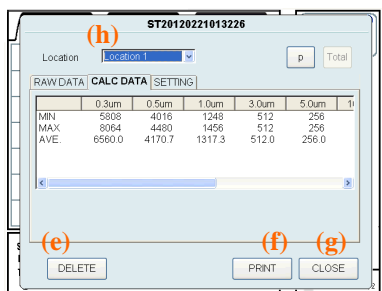 ST20120221013226
(h)
Location Location 1 p Total
RAW DATA CALC DATA SETTING
0.3um 0.5um 1.0um 3.0um 5.0um
MIN 5808 4016 1248 512 256
MAX 8064 4480 1456 512 256
AVE. 6560.0 4170.7 1317.3 512.0 256.0
(e) (f) (g)
DELETE PRINT CLOSE